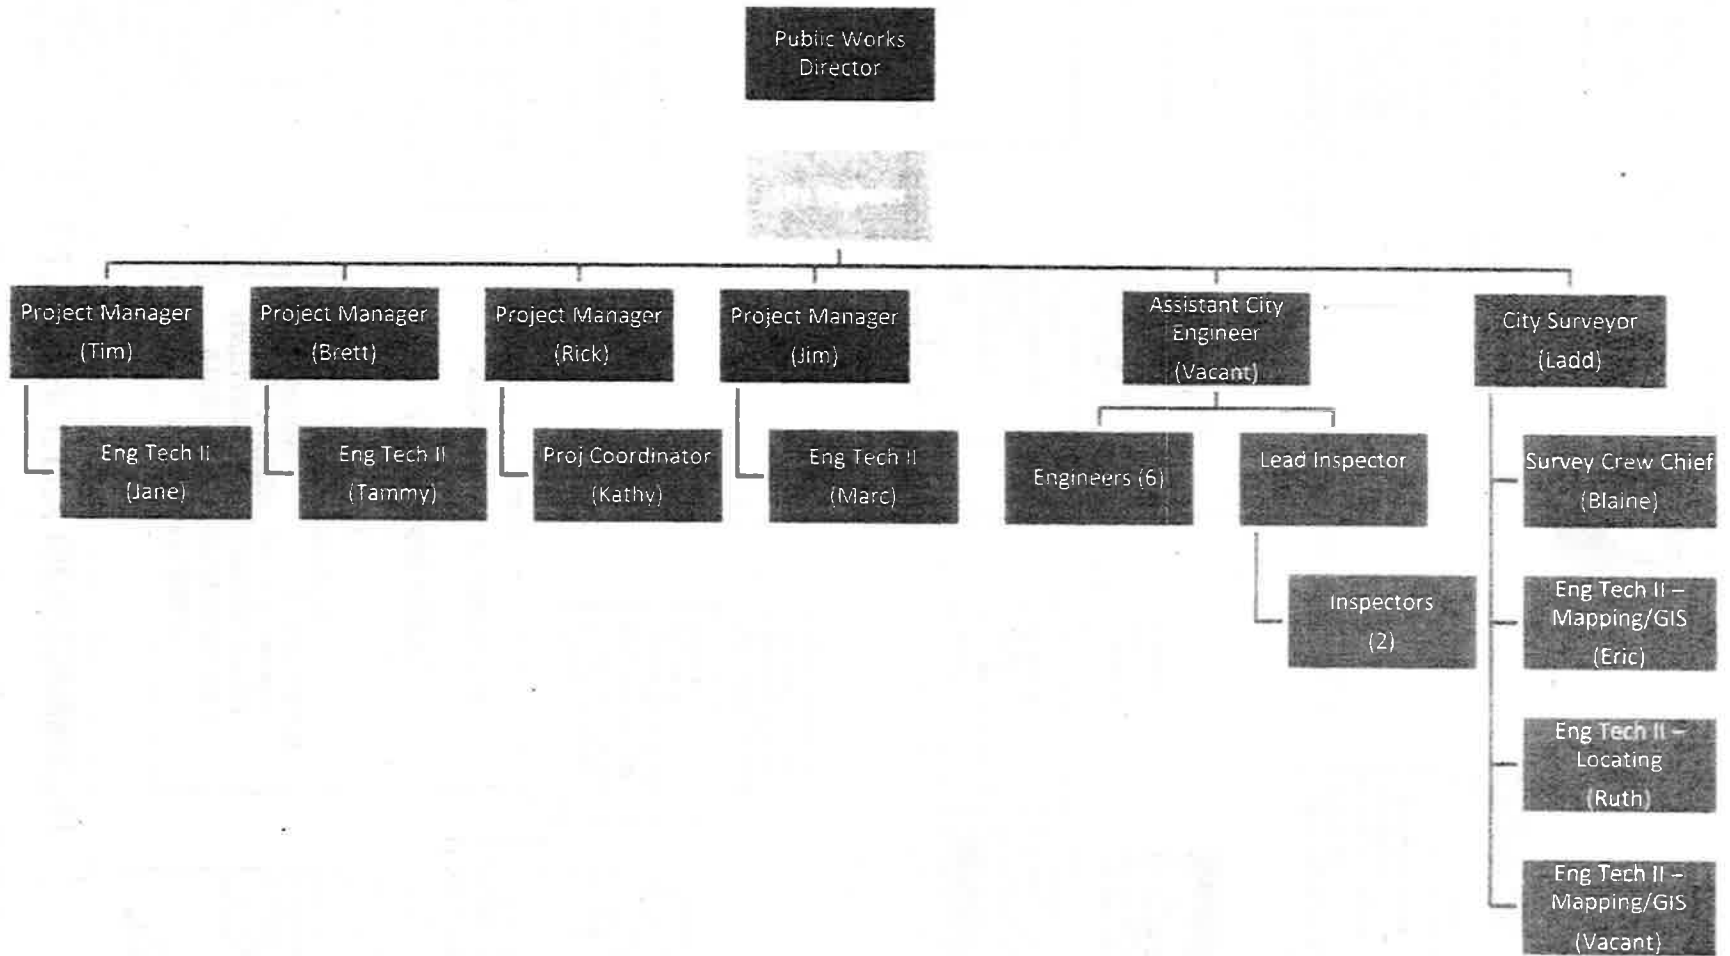 Public Works
Director
Project Manager
(Tim)
Project Manager
(Brett)
Project Manager
(Rick)
Project Manager
(Jim)
Assistant City
Engineer
(Vacant)
City Surveyor
(Ladd)
Eng Tech II
(Jane)
Eng Tech II
(Tammy)
Proj Coordinator
(Kathy)
Eng Tech II
(Marc)
Engineers (6)
Lead Inspector
Inspectors
(2)
Survey Crew Chief
(Blaine)
Eng Tech II –
Mapping/GIS
(Eric)
Eng Tech II –
Locating
(Ruth)
Eng Tech II –
Mapping/GIS
(Vacant)